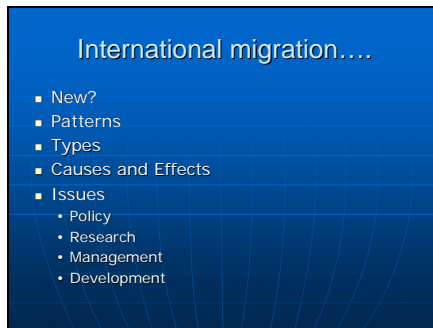 International migration....
New?
Patterns
Types
Causes and Effects
Issues
• Policy
• Research
• Management
• Development